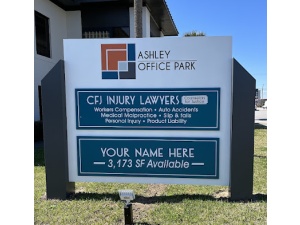 ASHLEY
OFFICE PARK
CFJ INJURY LAWYERS
Workers Compensation • Auto Accidents
Medical Malpractice • Slip & falls
Personal Injury • Product Liability
YOUR NAME HERE
3,173 SF Available